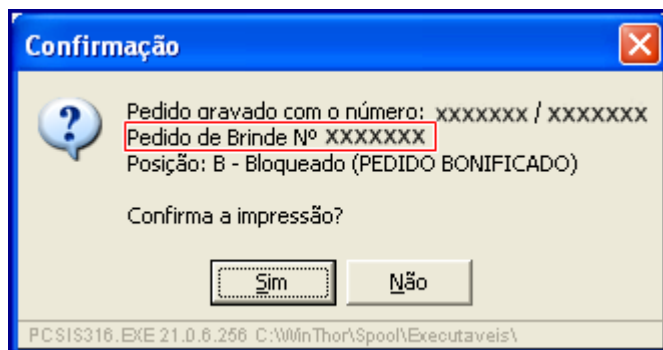 Confirmação
Pedido gravado com o número: xxxxxxx / xxxxxxx
Pedido de Brinde Nº XXXXXXX
Posição: B - Bloqueado (PEDIDO BONIFICADO)
Confirma a impressão?
Sim Não
PCSIS316.EXE 21.0.6.256 C:\WinThor\Spool\Executaveis\